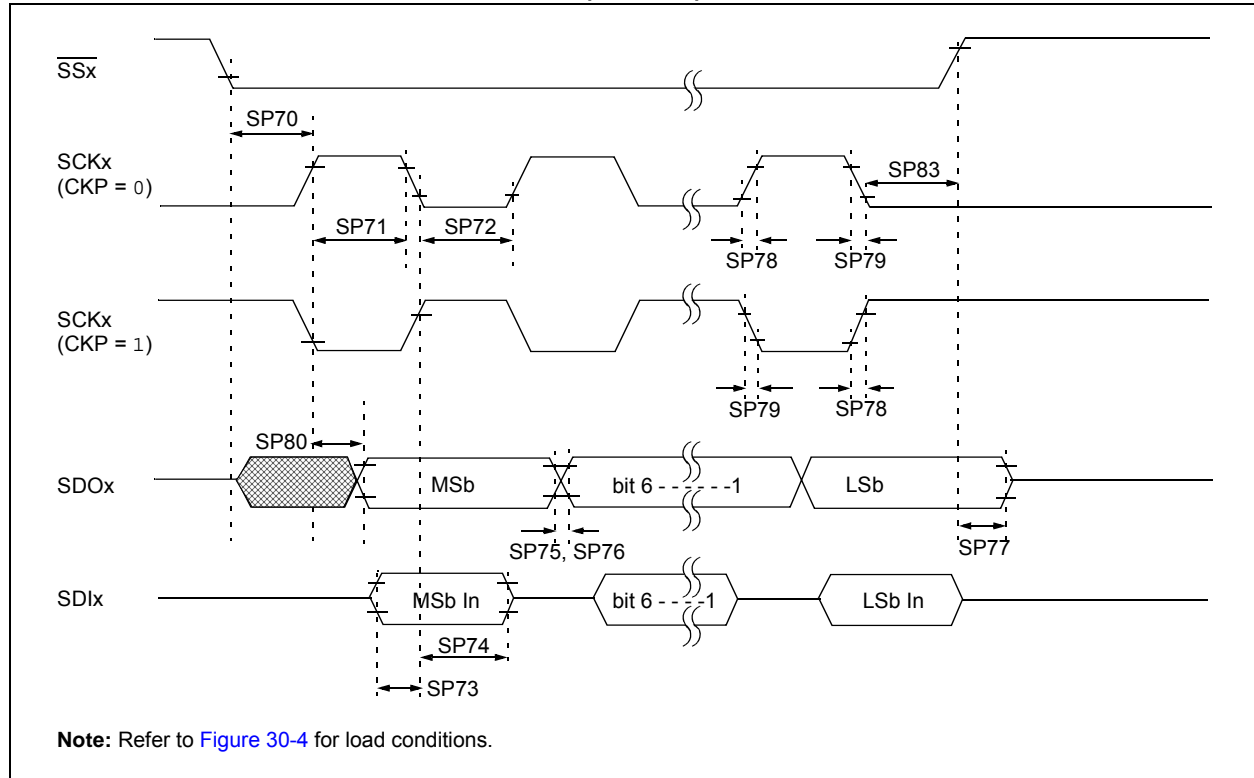 SSx
SP70
SCKx
(CKP = 0)
SP83
SP71
SP72
SP78
SP79
SCKx
(CKP = 1)
SP79
SP78
SP80
SDOx
MSb
bit 6 - - - - - -1
LSb
SP75, SP76
SP77
SDIx
MSb In
bit 6 - - - -1
LSb In
SP74
SP73
Note: Refer to Figure 30-4 for load conditions.